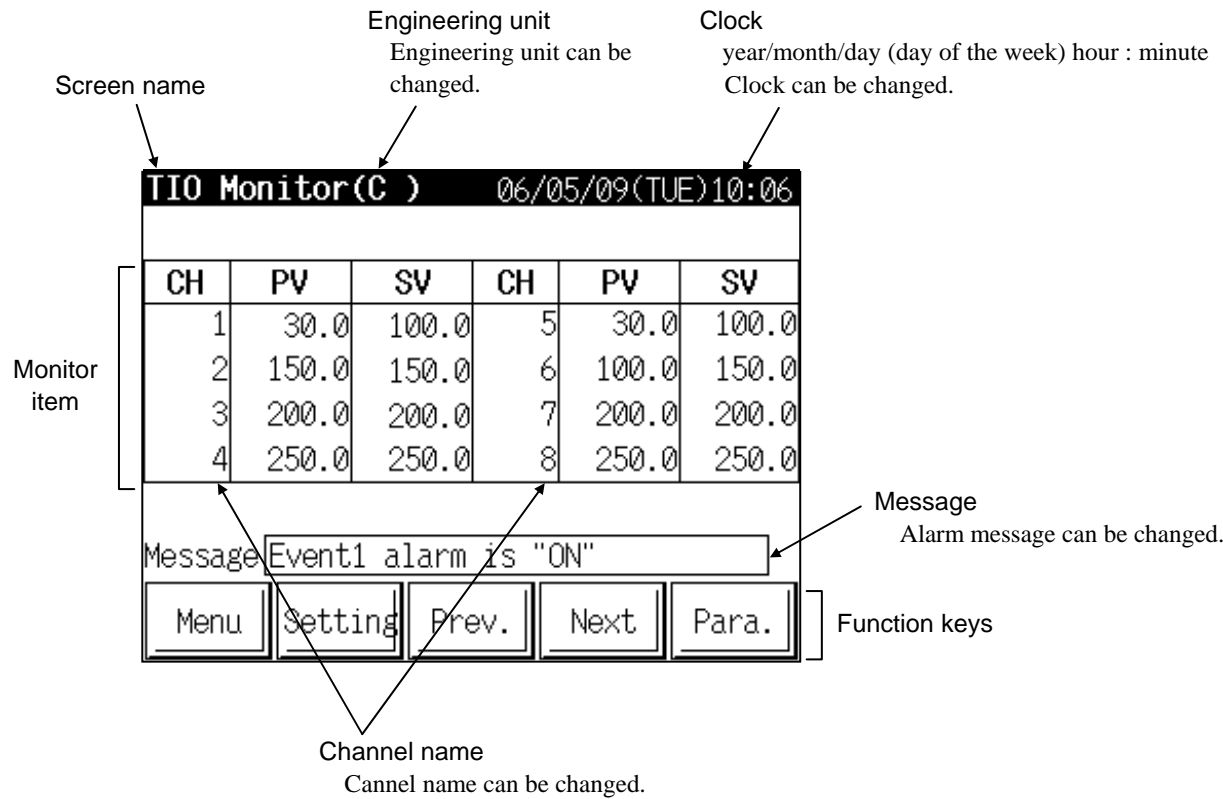 Engineering unit
Engineering unit can be
changed.
Clock
year/month/day (day of the week) hour : minute
Clock can be changed.
Screen name
TIO Monitor(C ) 06/05/09(TUE)10:06
CH PV SV CH PV SV
1 30.0 100.0 5 30.0 100.0
2 150.0 150.0 6 100.0 150.0
3 200.0 200.0 7 200.0 200.0
4 250.0 250.0 8 250.0 250.0
Monitor
item
Message
Alarm message can be changed.
Message Event1 alarm is "ON"
Menu Setting Prev. Next Para.
Function keys
Channel name
Cannel name can be changed.